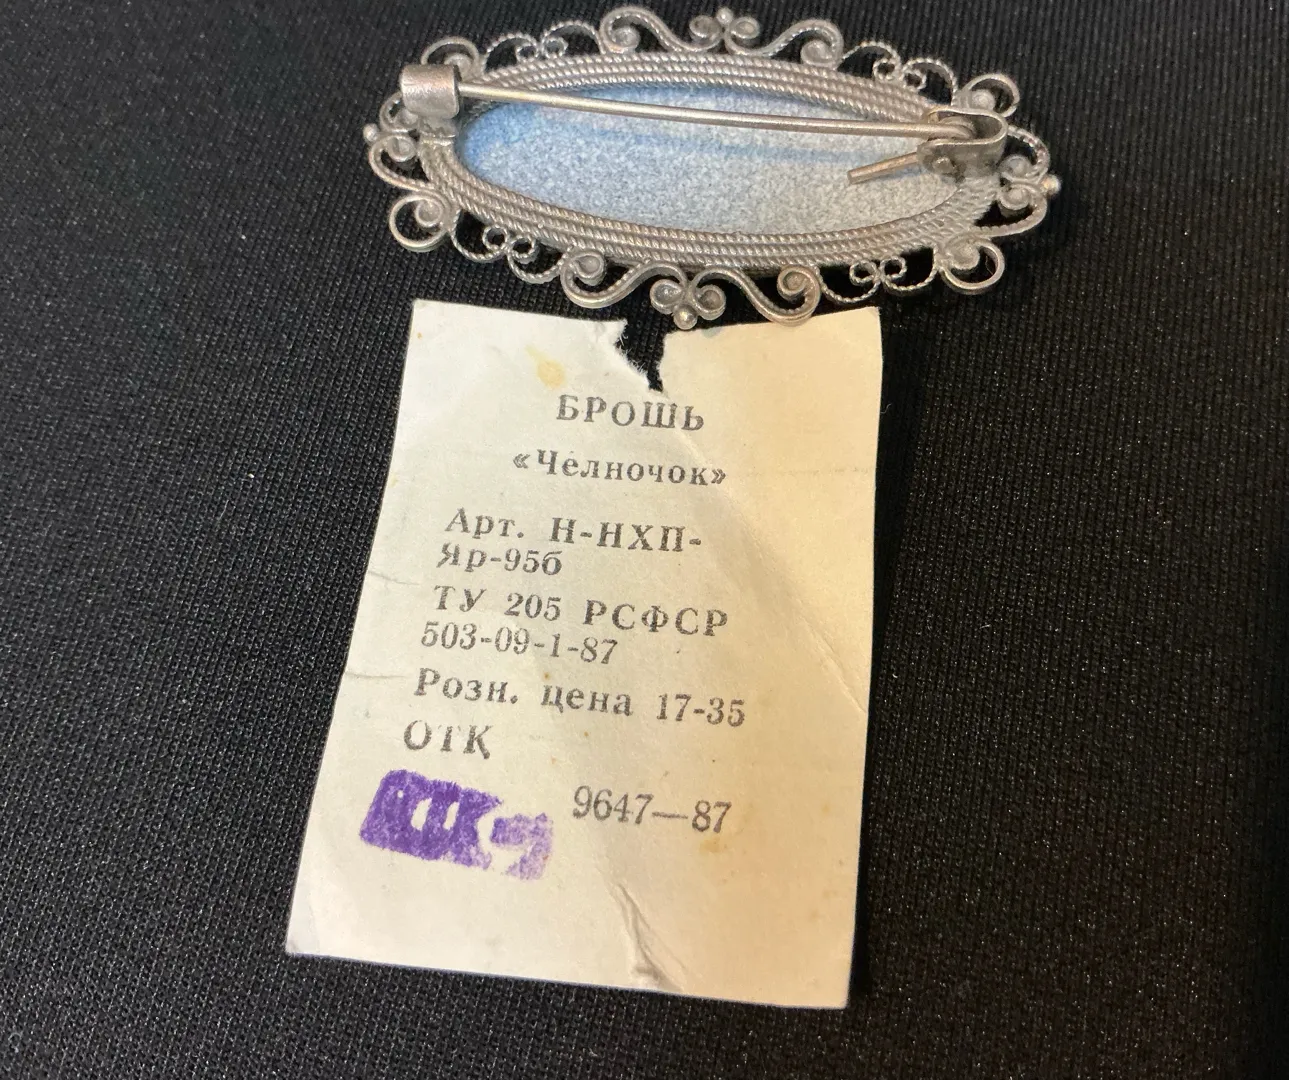 БРОШЬ
«Челночок»
Арт. Н-НХП-
Яр-95б
ТУ 205 РСФСР
503-09-1-87
Розн. цена 17-35
ОТК
9647—87